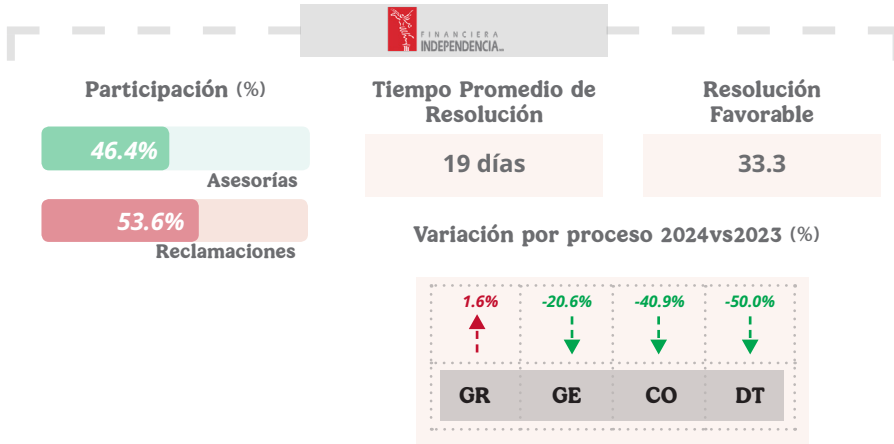 FINANCIERA
INDEPENDENCIA
Participación (%)
46.4%
Asesorías
53.6%
Reclamaciones
Tiempo Promedio de
Resolución
19 días
Resolución
Favorable
33.3
Variación por proceso 2024vs2023 (%)
1.6% -20.6% -40.9% -50.0%
GR GE CO DT